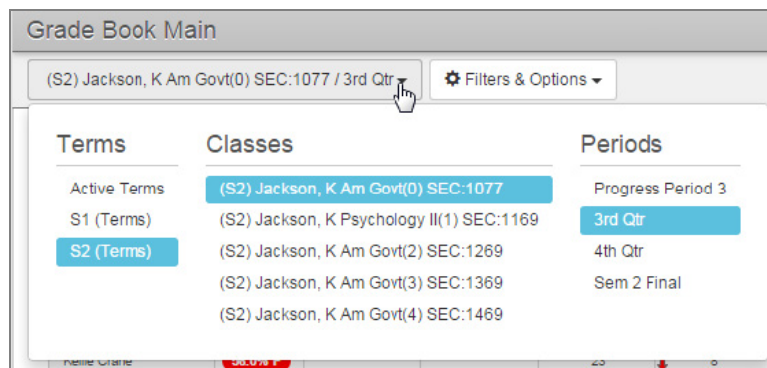 Grade Book Main
(S2) Jackson, K Am Govt(0) SEC:1077 / 3rd Qtr
Filters & Options
Terms
Active Terms
S1 (Terms)
S2 (Terms)
Classes
(S2) Jackson, K Am Govt(0) SEC:1077
(S2) Jackson, K Psychology II(1) SEC:1169
(S2) Jackson, K Am Govt(2) SEC:1269
(S2) Jackson, K Am Govt(3) SEC:1369
(S2) Jackson, K Am Govt(4) SEC:1469
Periods
Progress Period 3
3rd Qtr
4th Qtr
Sem 2 Final